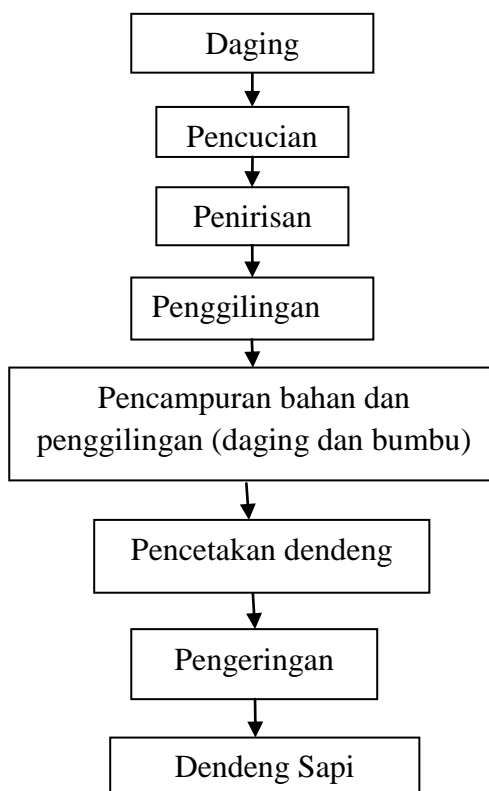 Daging
Pencucian
Penirisan
Penggilingan
Pencampuran bahan dan
penggilingan (daging dan bumbu)
Pencetakan dendeng
Pengeringan
Dendeng Sapi